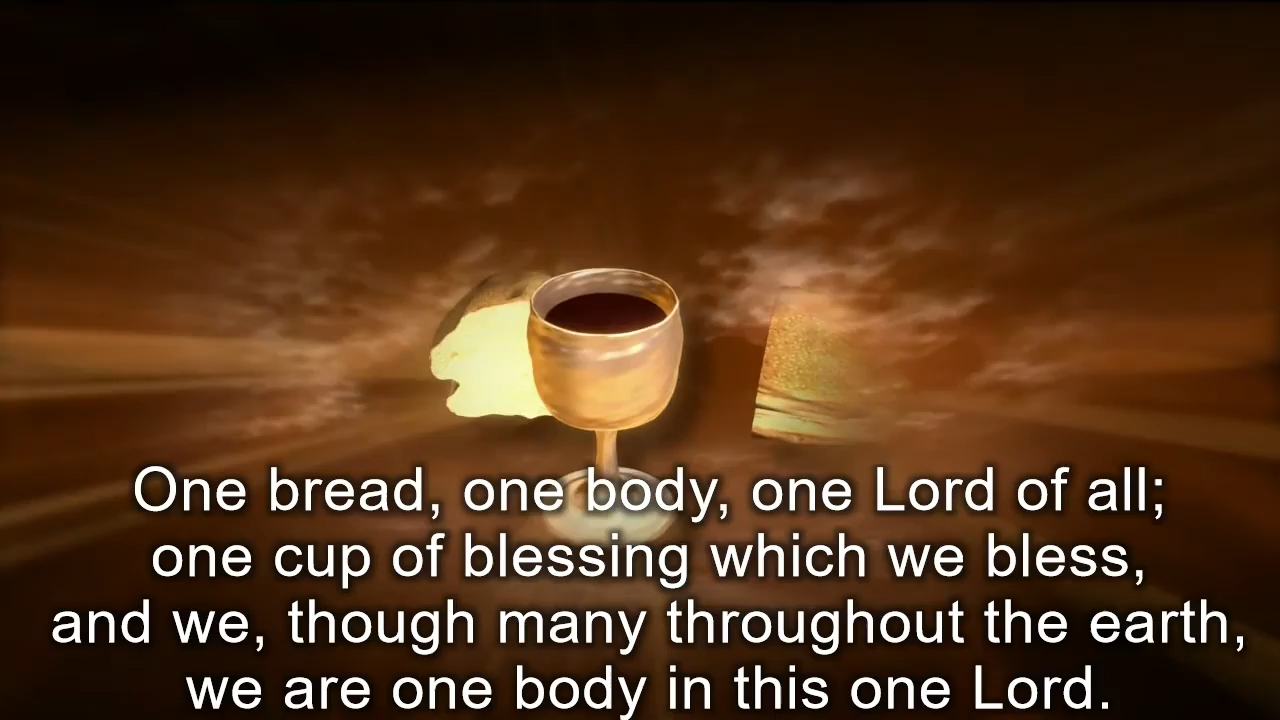 One bread, one body, one Lord of all;
one cup of blessing which we bless,
and we, though many throughout the earth,
we are one body in this one Lord.